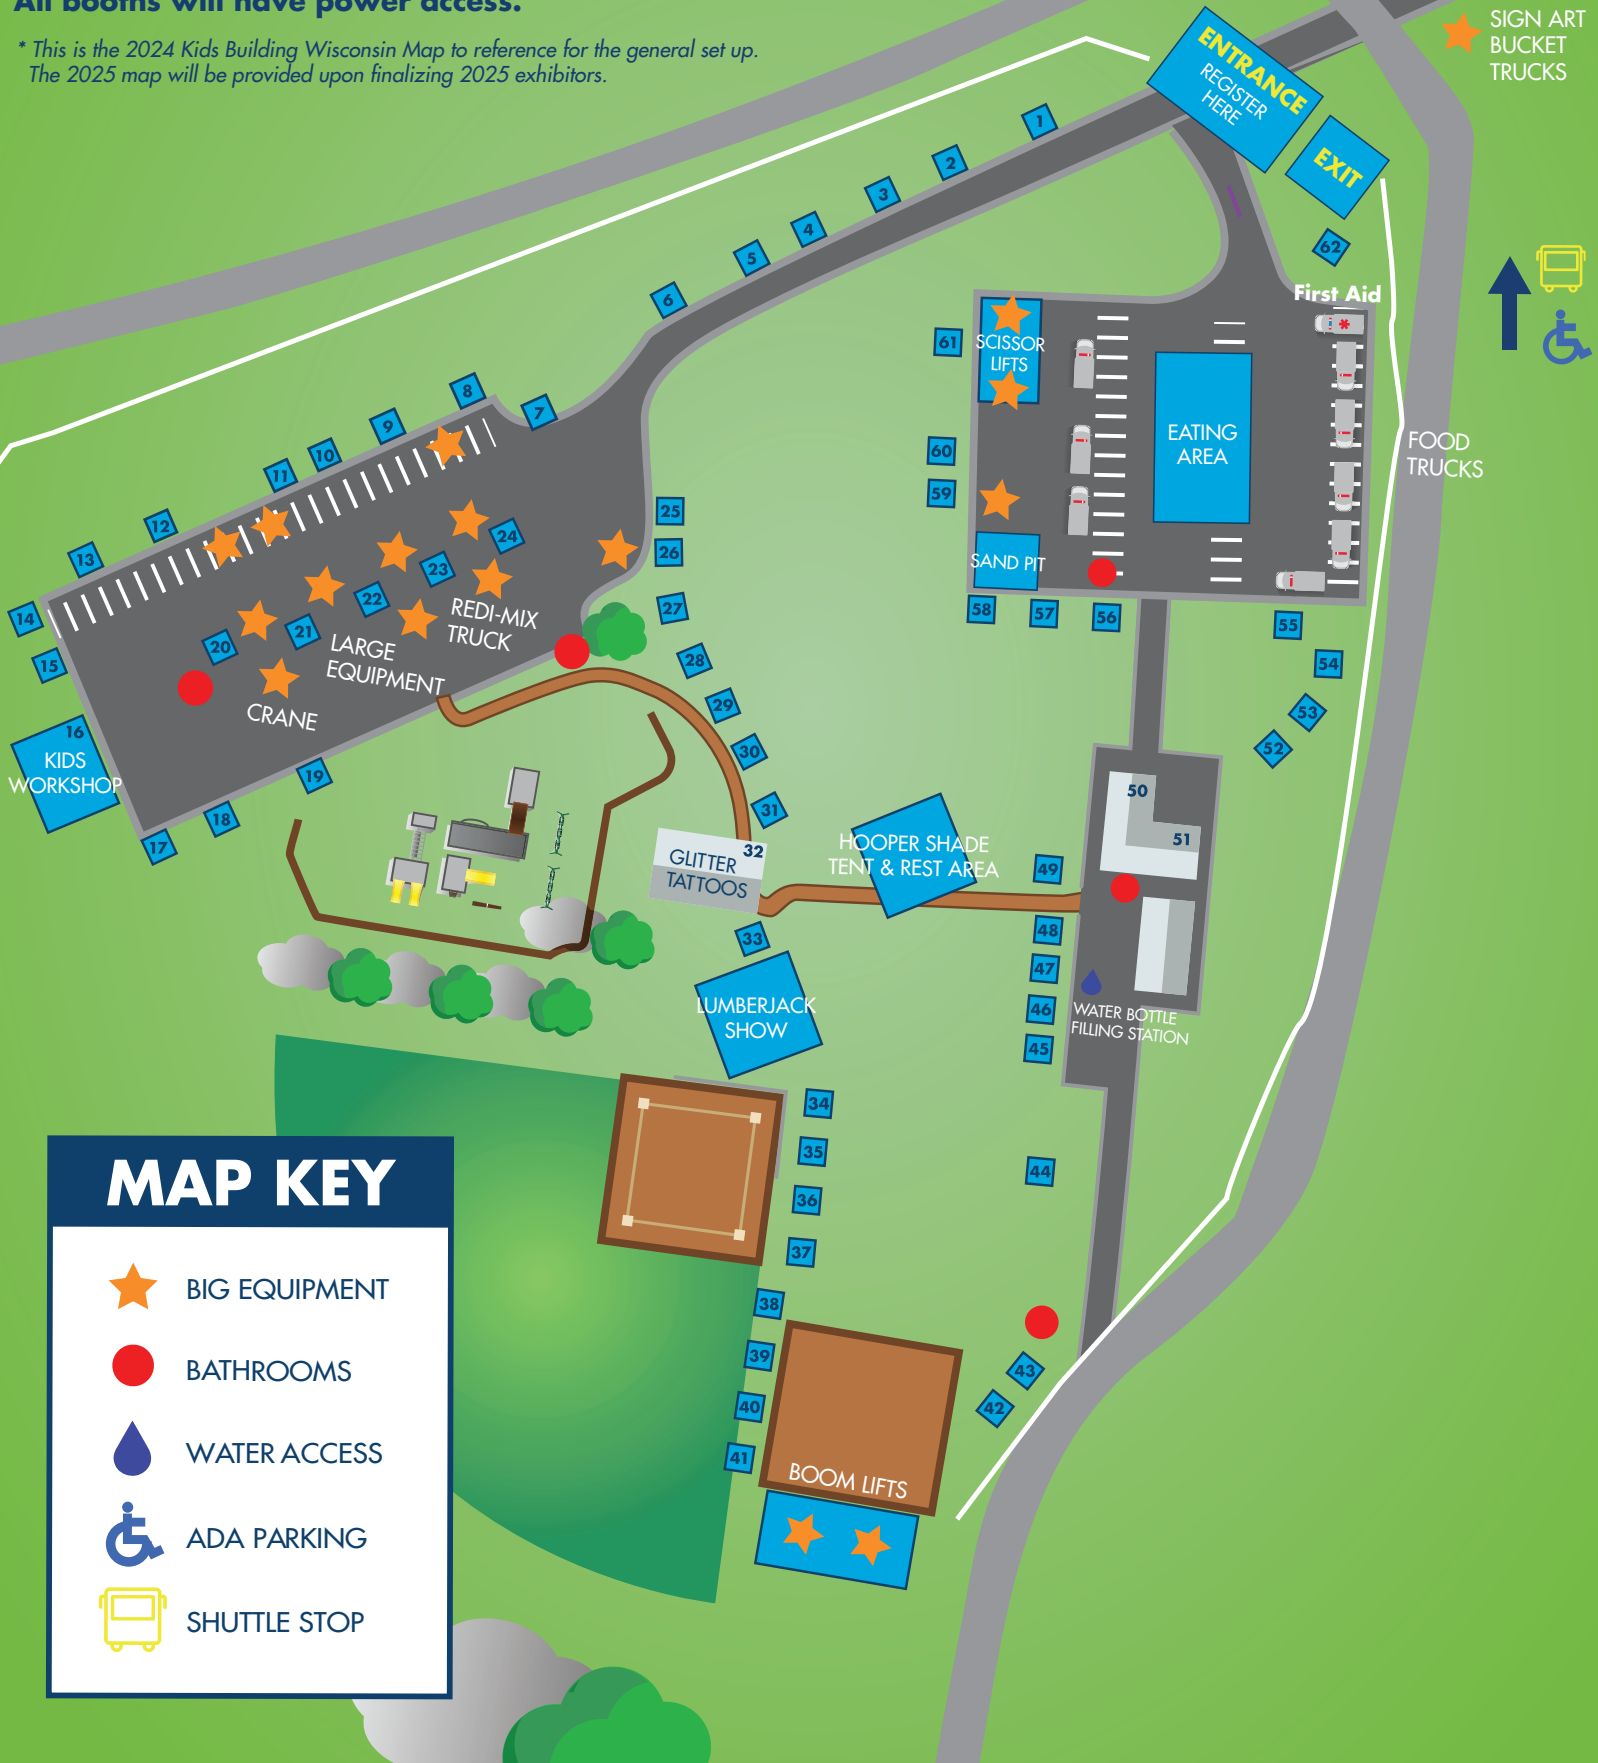 All booths will have power access.
* This is the 2024 Kids Building Wisconsin Map to reference for the general set up.
The 2025 map will be provided upon finalizing 2025 exhibitors.
SIGN ART
BUCKET
TRUCKS
ENTRANCE
REGISTER
HERE
EXIT
1
2
3
4
5
6
62
First Aid
61
SCISSOR
LIFTS
60
59
EATING
AREA
FOOD
TRUCKS
SAND PIT
58
57
56
55
54
53
52
7
8
9
10
11
12
13
14
15
16
KIDS
WORKSHOP
17
18
19
20
21
22
23
24
REDI-MIX
TRUCK
LARGE
EQUIPMENT
CRANE
25
26
27
28
29
30
31
32
GLITTER
TATTOOS
HOOPER SHADE
TENT & REST AREA
50
51
49
48
47
46
45
WATER BOTTLE
FILLING STATION
33
LUMBERJACK
SHOW
34
35
36
37
38
39
40
41
44
43
42
BOOM LIFTS
MAP KEY
BIG EQUIPMENT
BATHROOMS
WATER ACCESS
ADA PARKING
SHUTTLE STOP